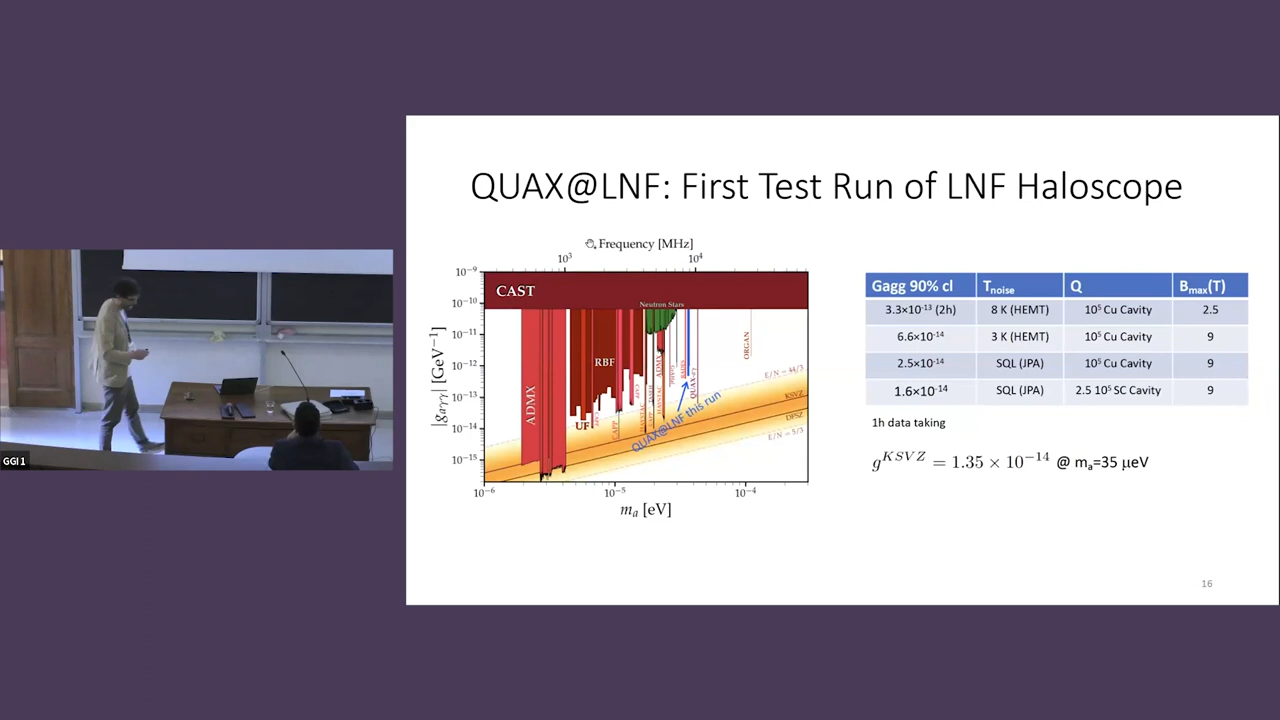 QUAX@LNF: First Test Run of LNF Haloscope
Frequency [MHz]
10³ 10⁴
10⁻⁹
CAST
Neutron Stars
10⁻¹⁰
10⁻¹¹
ORGAN
RBF
10⁻¹²
|g_aγγ| [GeV⁻¹]
ADMX
ADMX
QUAX-aγ
E/N = 44/3
10⁻¹³
KSVZ
UF
CAPP
QUAX@LNF this run
DFSZ
10⁻¹⁴
E/N = 5/3
10⁻¹⁵
10⁻⁶ 10⁻⁵ 10⁻⁴
m_a [eV]
Gagg 90% cl T_noise Q B_max(T)
3.3×10⁻¹³ (2h) 8 K (HEMT) 10⁵ Cu Cavity 2.5
6.6×10⁻¹⁴ 3 K (HEMT) 10⁵ Cu Cavity 9
2.5×10⁻¹⁴ SQL (JPA) 10⁵ Cu Cavity 9
1.6×10⁻¹⁴ SQL (JPA) 2.5 10⁵ SC Cavity 9
1h data taking
g^KSVZ = 1.35 × 10⁻¹⁴ @ m_a=35 μeV
16
GGI 1